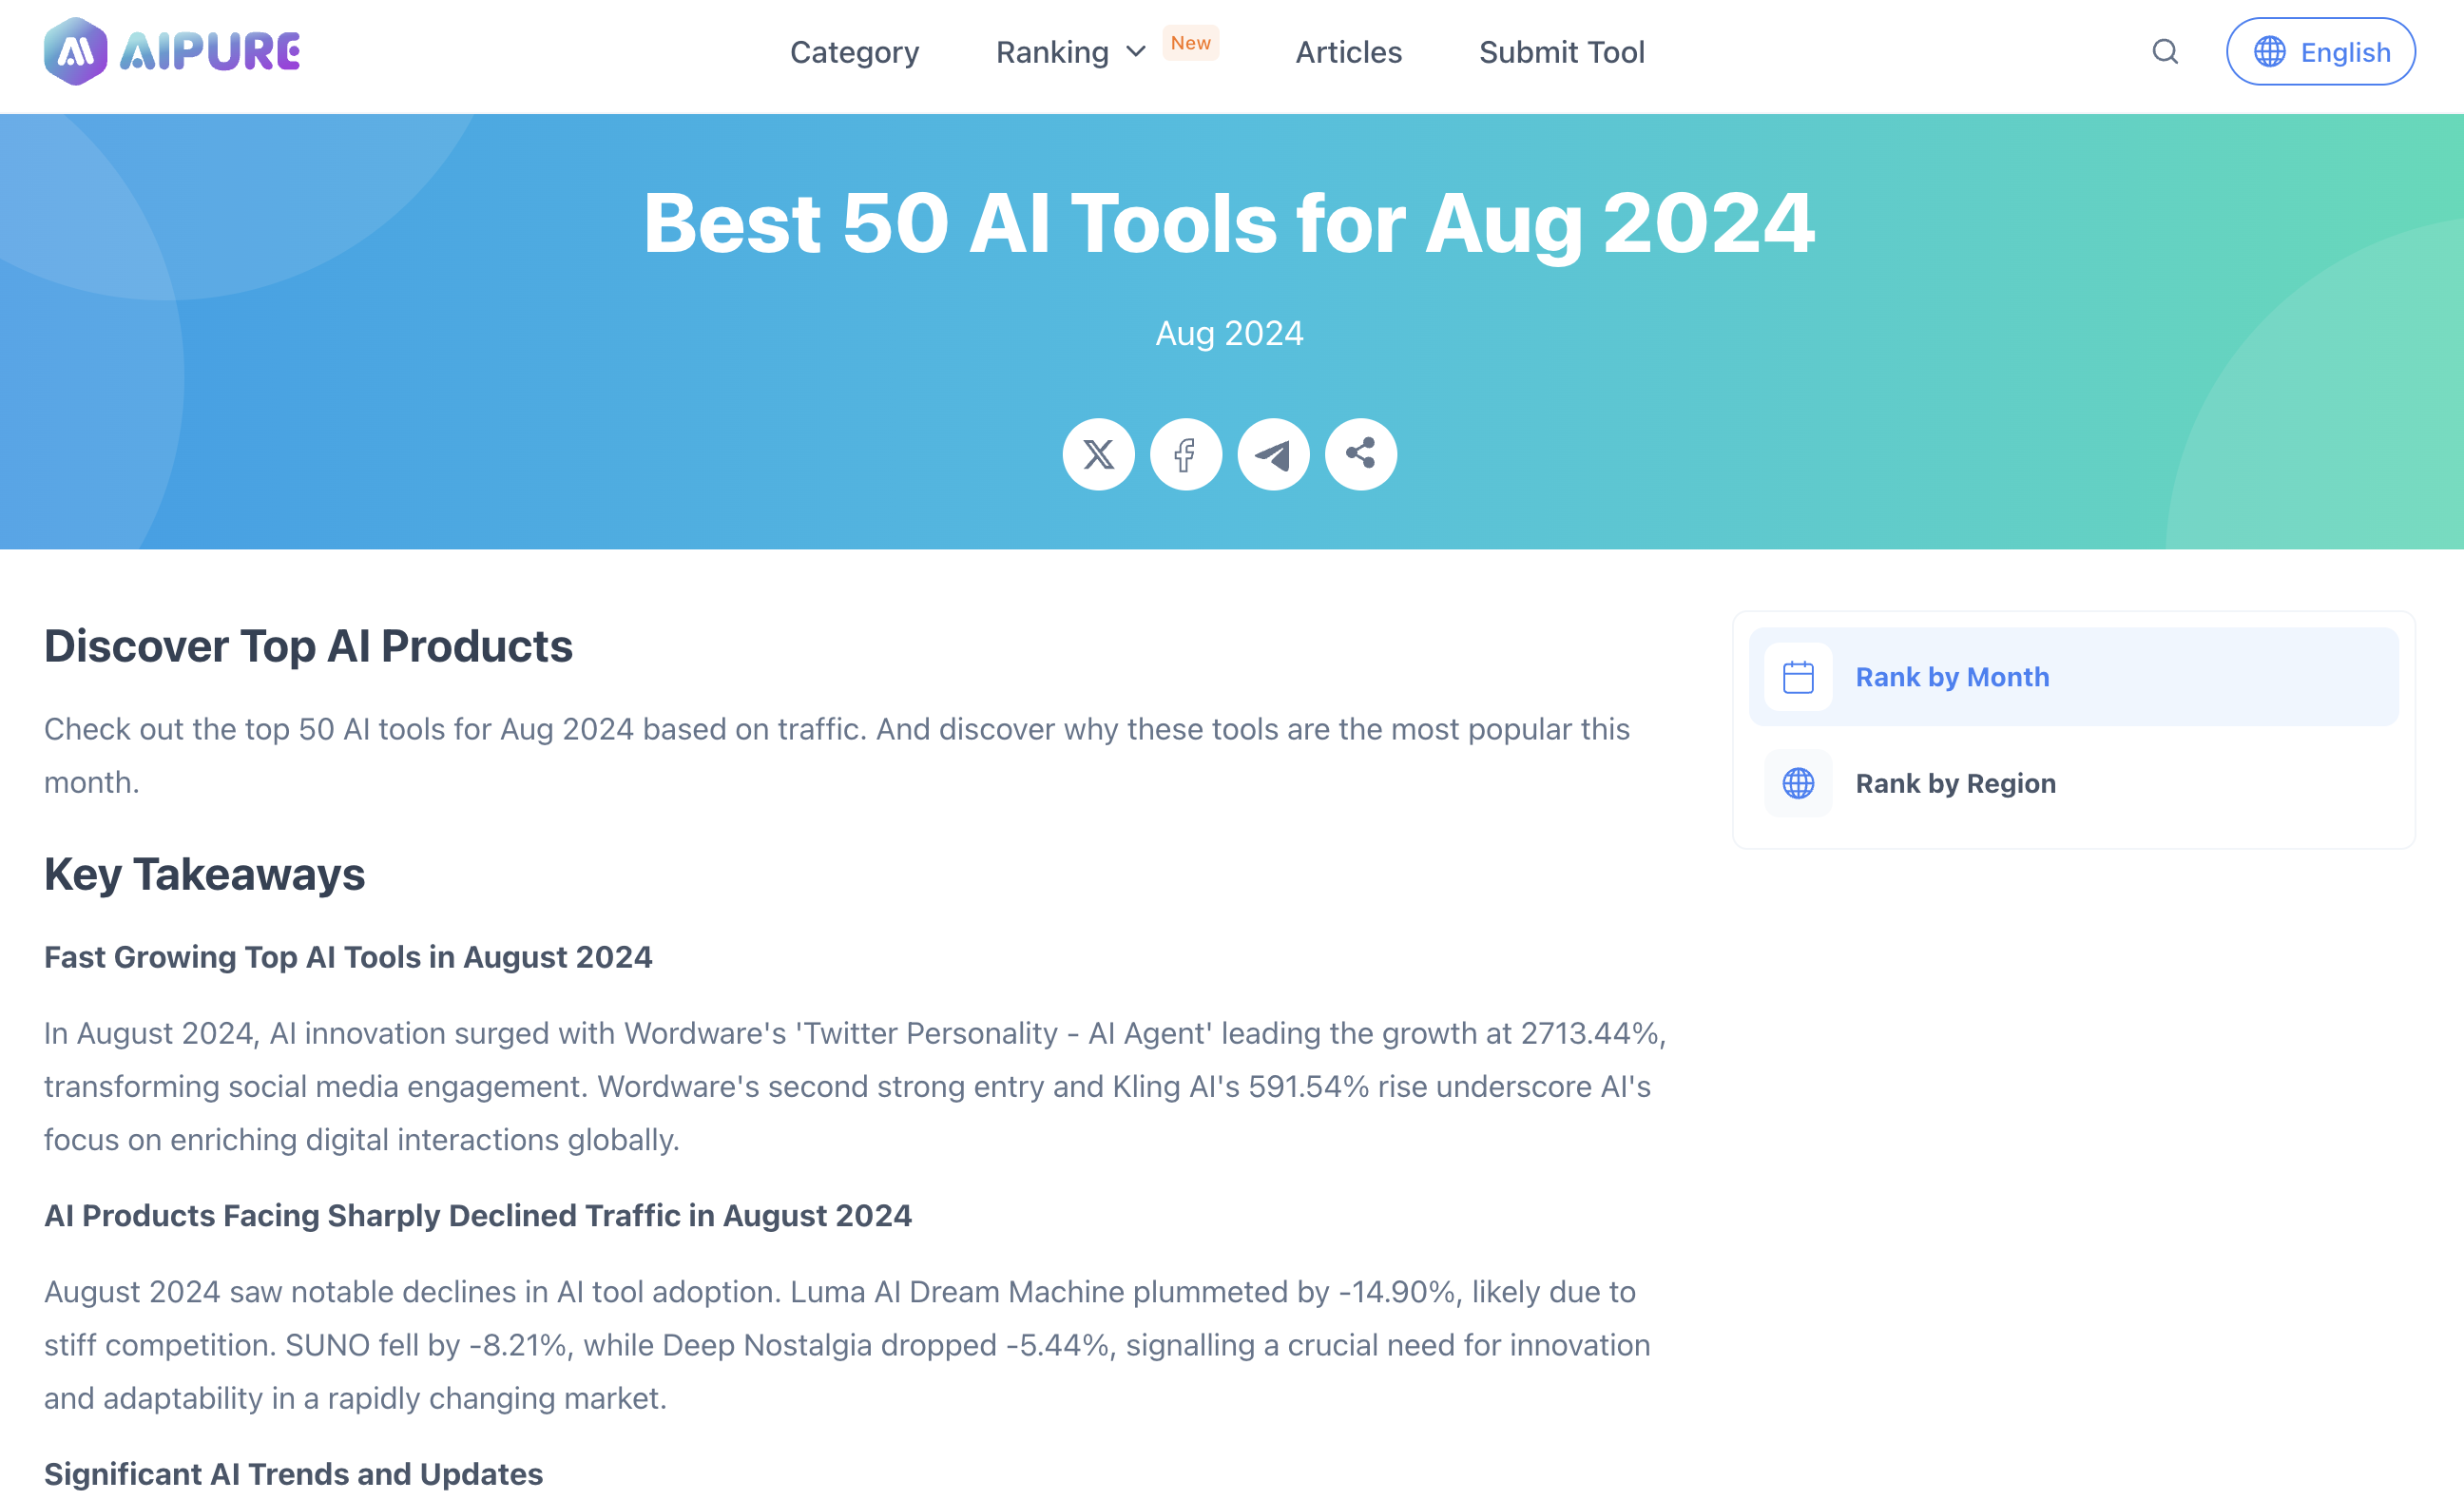 AIPURE
Category
Ranking
New
Articles
Submit Tool
English
Best 50 AI Tools for Aug 2024
Aug 2024
Discover Top AI Products
Check out the top 50 AI tools for Aug 2024 based on traffic. And discover why these tools are the most popular this
month.
Rank by Month
Rank by Region
Key Takeaways
Fast Growing Top AI Tools in August 2024
In August 2024, AI innovation surged with Wordware's 'Twitter Personality - AI Agent' leading the growth at 2713.44%,
transforming social media engagement. Wordware's second strong entry and Kling AI's 591.54% rise underscore AI's
focus on enriching digital interactions globally.
AI Products Facing Sharply Declined Traffic in August 2024
August 2024 saw notable declines in AI tool adoption. Luma AI Dream Machine plummeted by -14.90%, likely due to
stiff competition. SUNO fell by -8.21%, while Deep Nostalgia dropped -5.44%, signalling a crucial need for innovation
and adaptability in a rapidly changing market.
Significant AI Trends and Updates